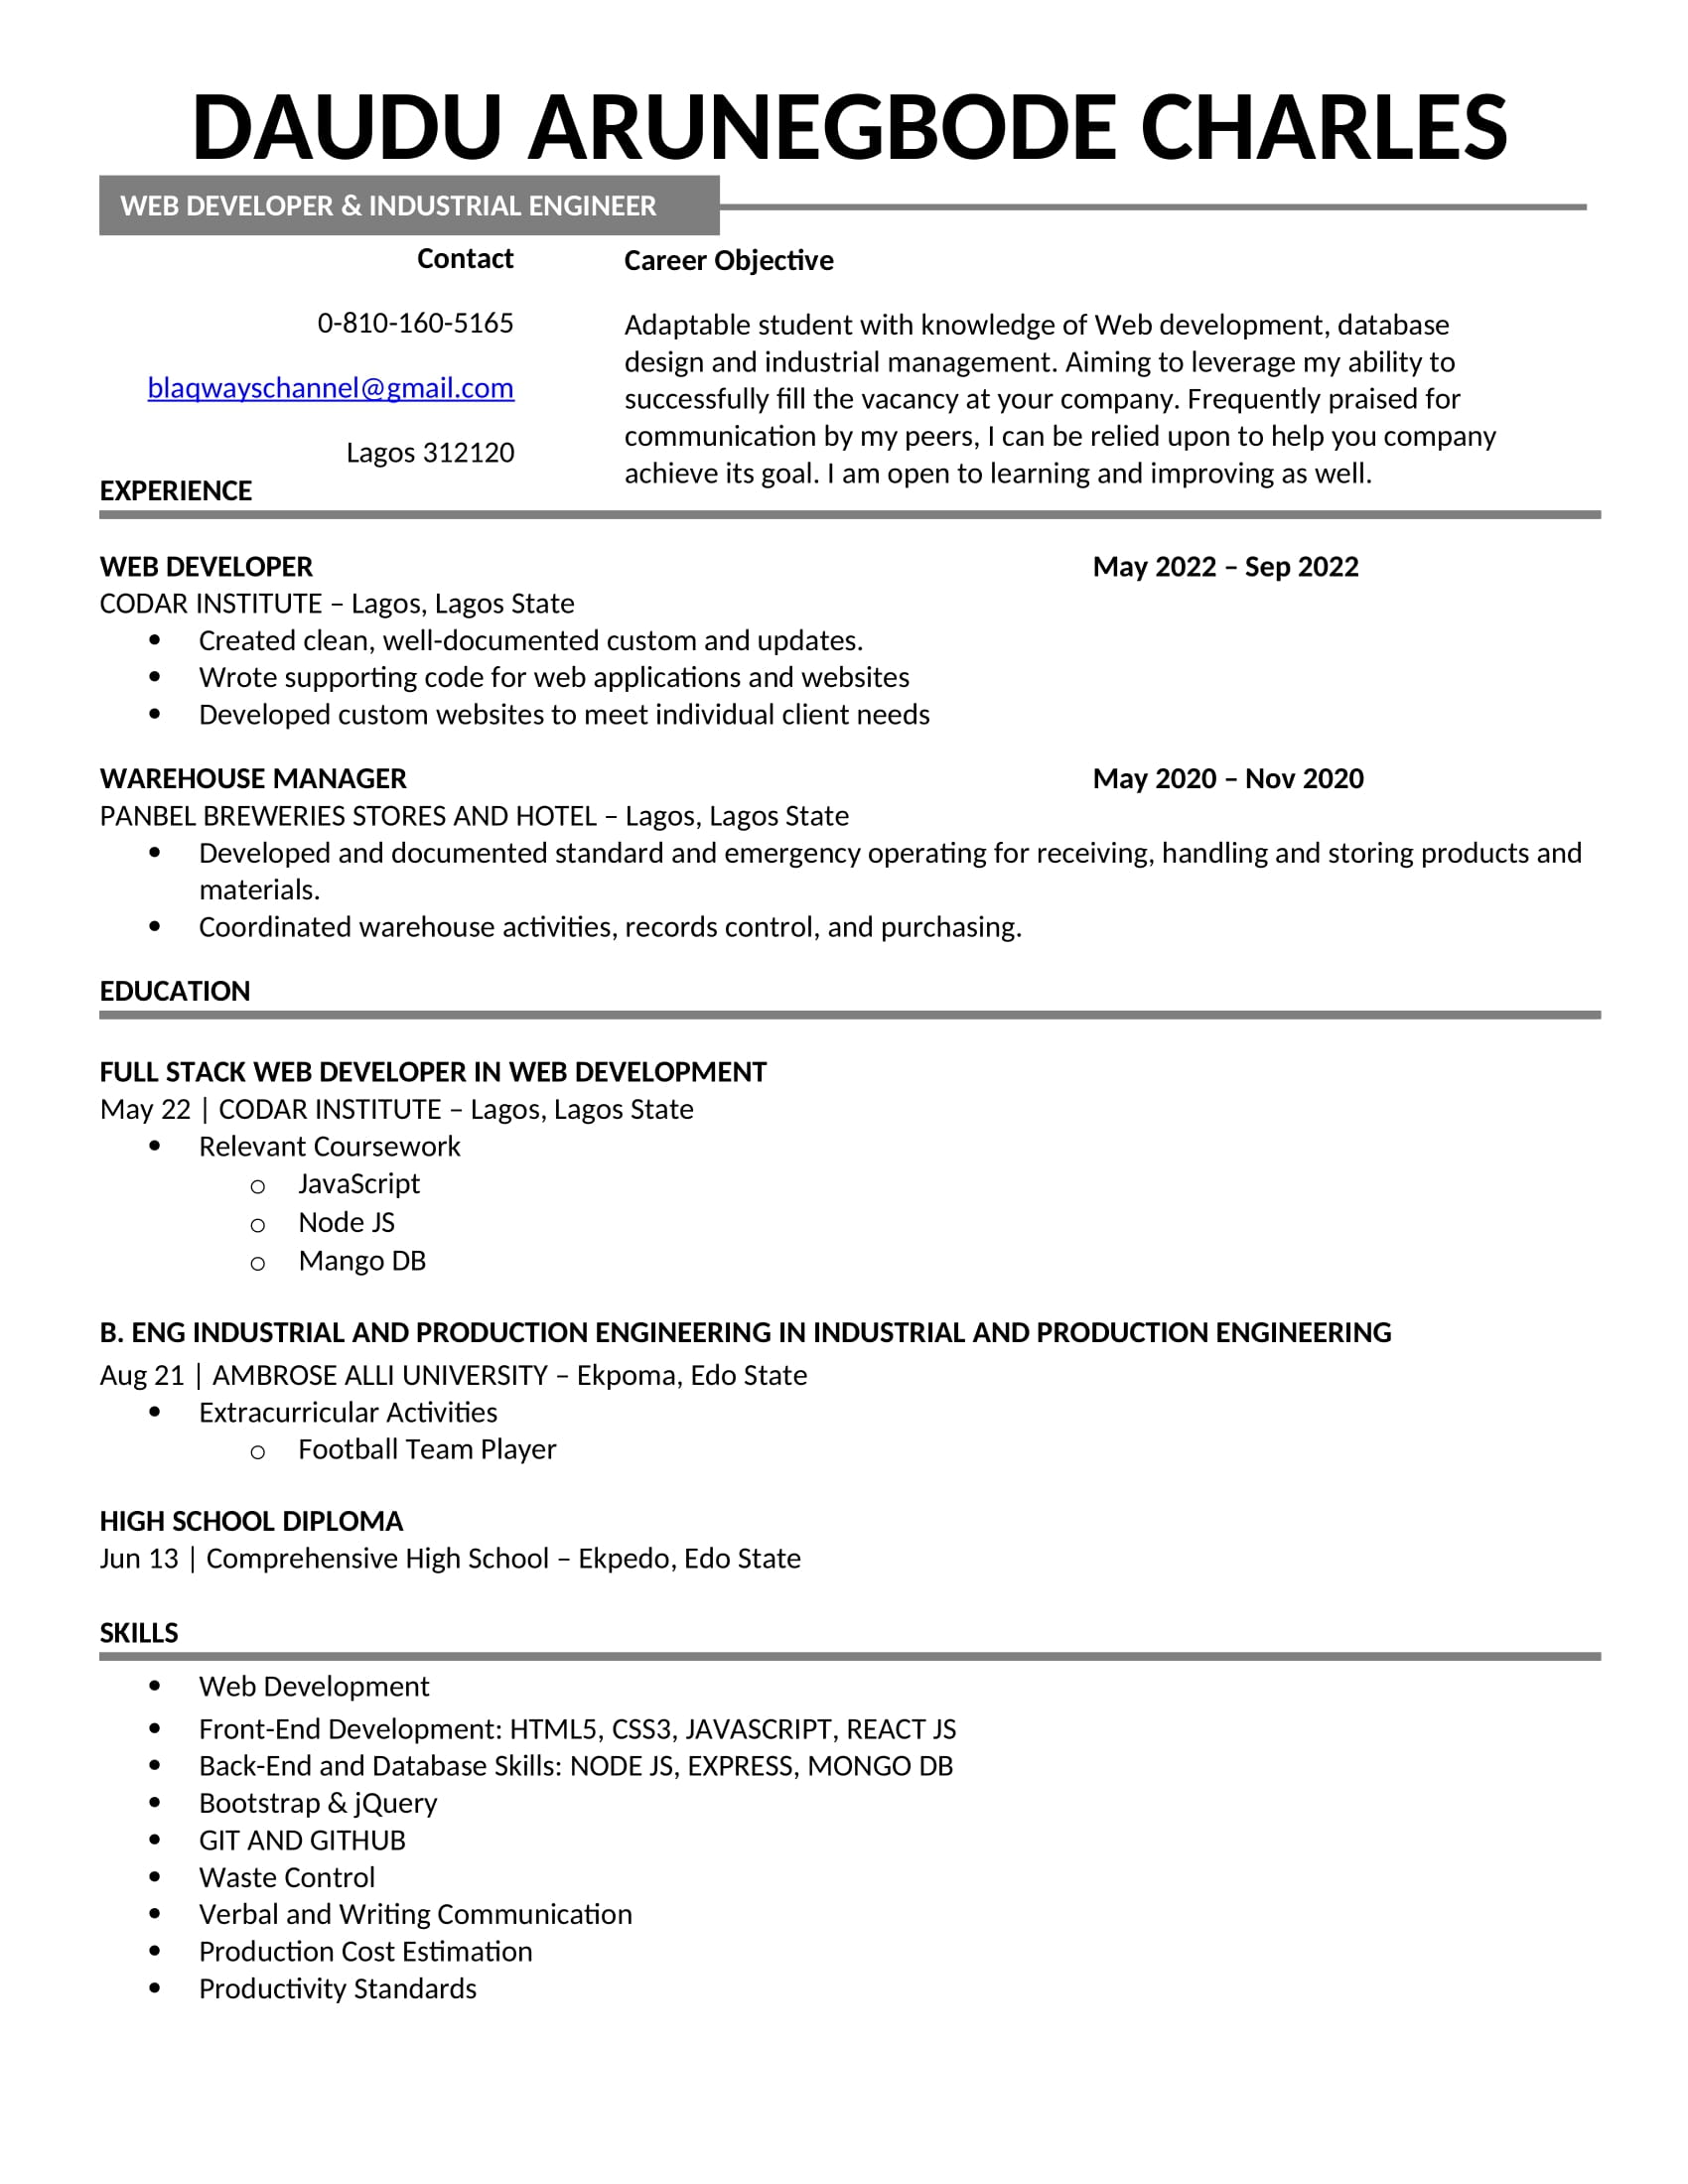 DAUDU ARUNEGBODE CHARLES
WEB DEVELOPER & INDUSTRIAL ENGINEER
Contact
0-810-160-5165
blaqwayschannel@gmail.com
Lagos 312120
Career Objective
Adaptable student with knowledge of Web development, database
design and industrial management. Aiming to leverage my ability to
successfully fill the vacancy at your company. Frequently praised for
communication by my peers, I can be relied upon to help you company
achieve its goal. I am open to learning and improving as well.
EXPERIENCE
WEB DEVELOPER May 2022 – Sep 2022
CODAR INSTITUTE – Lagos, Lagos State
• Created clean, well-documented custom and updates.
• Wrote supporting code for web applications and websites
• Developed custom websites to meet individual client needs
WAREHOUSE MANAGER May 2020 – Nov 2020
PANBEL BREWERIES STORES AND HOTEL – Lagos, Lagos State
• Developed and documented standard and emergency operating for receiving, handling and storing products and
materials.
• Coordinated warehouse activities, records control, and purchasing.
EDUCATION
FULL STACK WEB DEVELOPER IN WEB DEVELOPMENT
May 22 | CODAR INSTITUTE – Lagos, Lagos State
• Relevant Coursework
○ JavaScript
○ Node JS
○ Mango DB
B. ENG INDUSTRIAL AND PRODUCTION ENGINEERING IN INDUSTRIAL AND PRODUCTION ENGINEERING
Aug 21 | AMBROSE ALLI UNIVERSITY – Ekpoma, Edo State
• Extracurricular Activities
○ Football Team Player
HIGH SCHOOL DIPLOMA
Jun 13 | Comprehensive High School – Ekpedo, Edo State
SKILLS
• Web Development
• Front-End Development: HTML5, CSS3, JAVASCRIPT, REACT JS
• Back-End and Database Skills: NODE JS, EXPRESS, MONGO DB
• Bootstrap & jQuery
• GIT AND GITHUB
• Waste Control
• Verbal and Writing Communication
• Production Cost Estimation
• Productivity Standards